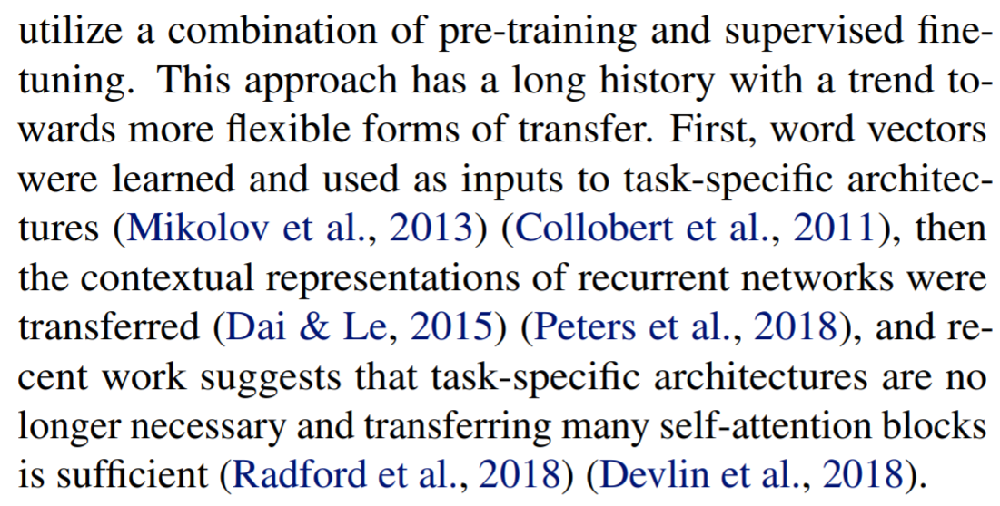 utilize a combination of pre-training and supervised fine-
tuning. This approach has a long history with a trend to-
wards more flexible forms of transfer. First, word vectors
were learned and used as inputs to task-specific architec-
tures (Mikolov et al., 2013) (Collobert et al., 2011), then
the contextual representations of recurrent networks were
transferred (Dai & Le, 2015) (Peters et al., 2018), and re-
cent work suggests that task-specific architectures are no
longer necessary and transferring many self-attention blocks
is sufficient (Radford et al., 2018) (Devlin et al., 2018).